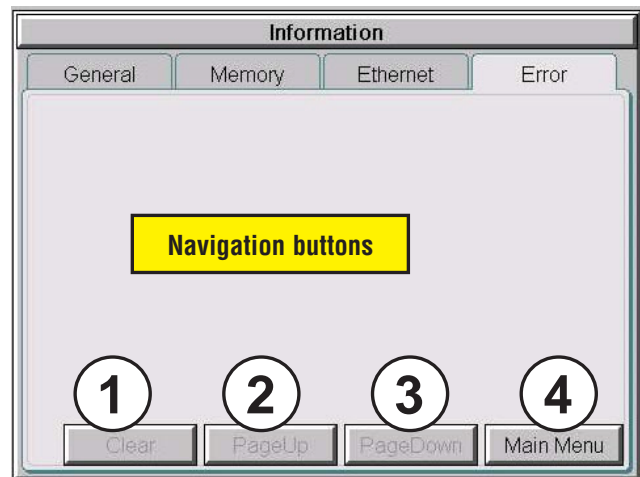 Information
General Memory Ethernet Error
Navigation buttons
1 2 3 4
Clear PageUp PageDown Main Menu